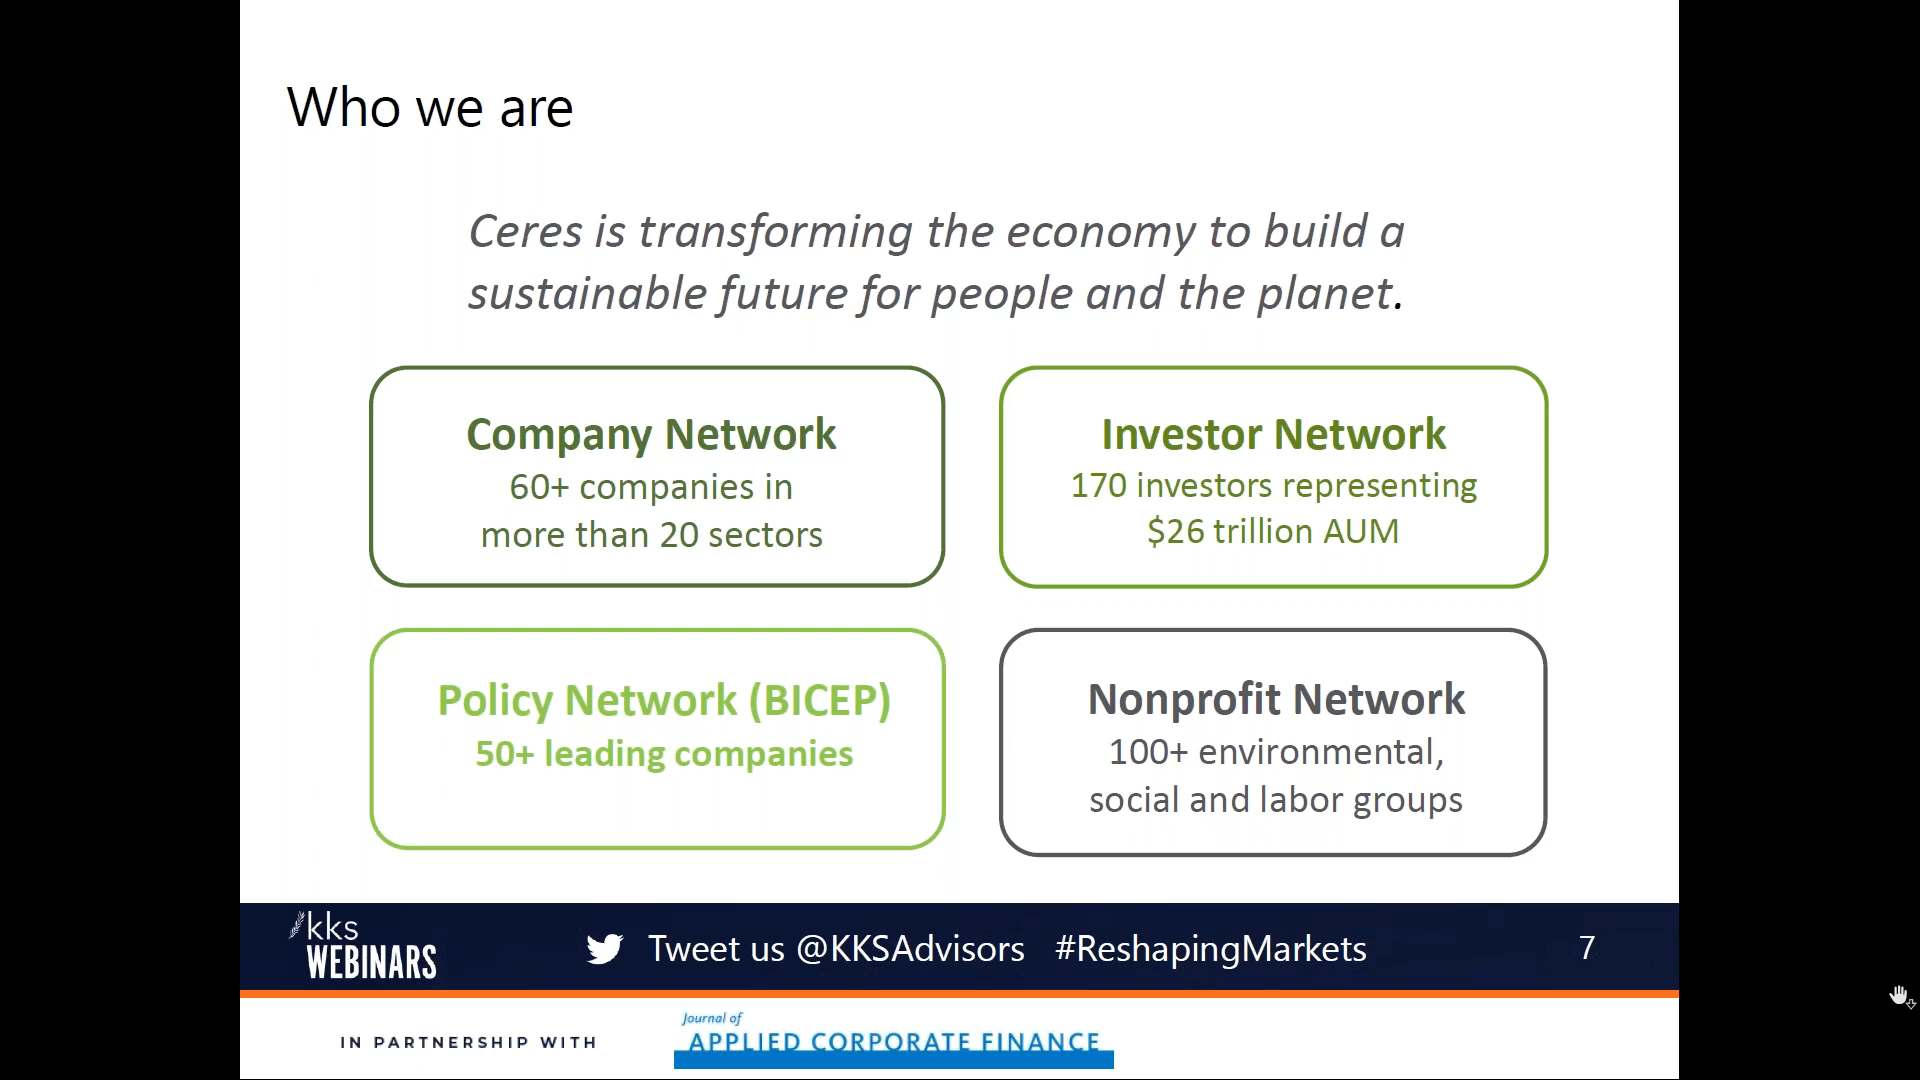 Who we are
Ceres is transforming the economy to build a
sustainable future for people and the planet.
Company Network
60+ companies in
more than 20 sectors
Investor Network
170 investors representing
$26 trillion AUM
Policy Network (BICEP)
50+ leading companies
Nonprofit Network
100+ environmental,
social and labor groups
kks
WEBINARS
Tweet us @KKSAdvisors #ReshapingMarkets
7
IN PARTNERSHIP WITH
Journal of
APPLIED CORPORATE FINANCE